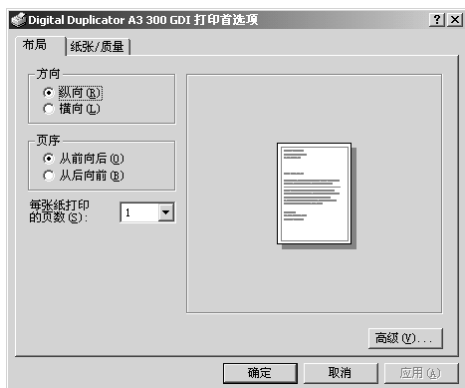 Digital Duplicator A3 300 GDI 打印首选项
布局
纸张/质量
方向
纵向(R)
横向(L)
页序
从前向后(O)
从后向前(B)
每张纸打印
的页数(S):
1
高级(V)...
确定
取消
应用(A)